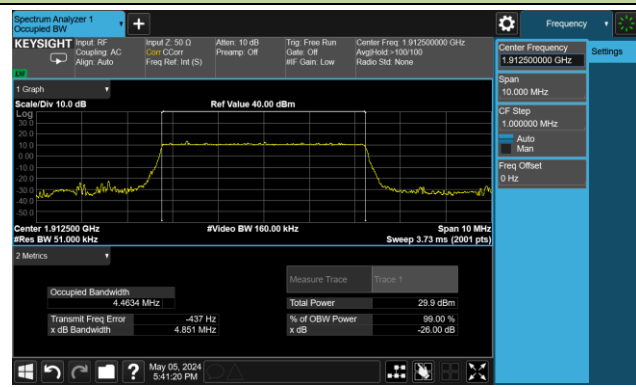 Spectrum Analyzer 1
Occupied BW
+
Frequency
KEYSIGHT
Input: RF
Coupling: AC
Align: Auto
Input Z: 50 Ω
Corr CCorr
Freq Ref: Int (S)
Atten: 10 dB
Preamp: Off
Trig: Free Run
Gate: Off
#IF Gain: Low
Center Freq: 1.912500000 GHz
Avg|Hold:>100/100
Radio Std: None
LXI
Center Frequency
1.912500000 GHz
Settings
Span
10.000 MHz
CF Step
1.000000 MHz
Auto
Man
Freq Offset
0 Hz
1 Graph
Scale/Div 10.0 dB
Ref Value 40.00 dBm
Log
30.0
20.0
10.0
0.00
-10.0
-20.0
-30.0
-40.0
-50.0
Center 1.912500 GHz
#Video BW 160.00 kHz
Span 10 MHz
#Res BW 51.000 kHz
Sweep 3.73 ms (2001 pts)
2 Metrics
Measure Trace
Trace 1
Occupied Bandwidth
4.4634 MHz
Total Power
29.9 dBm
Transmit Freq Error
-437 Hz
% of OBW Power
99.00 %
x dB Bandwidth
4.851 MHz
x dB
-26.00 dB
?
May 05, 2024
5:41:20 PM